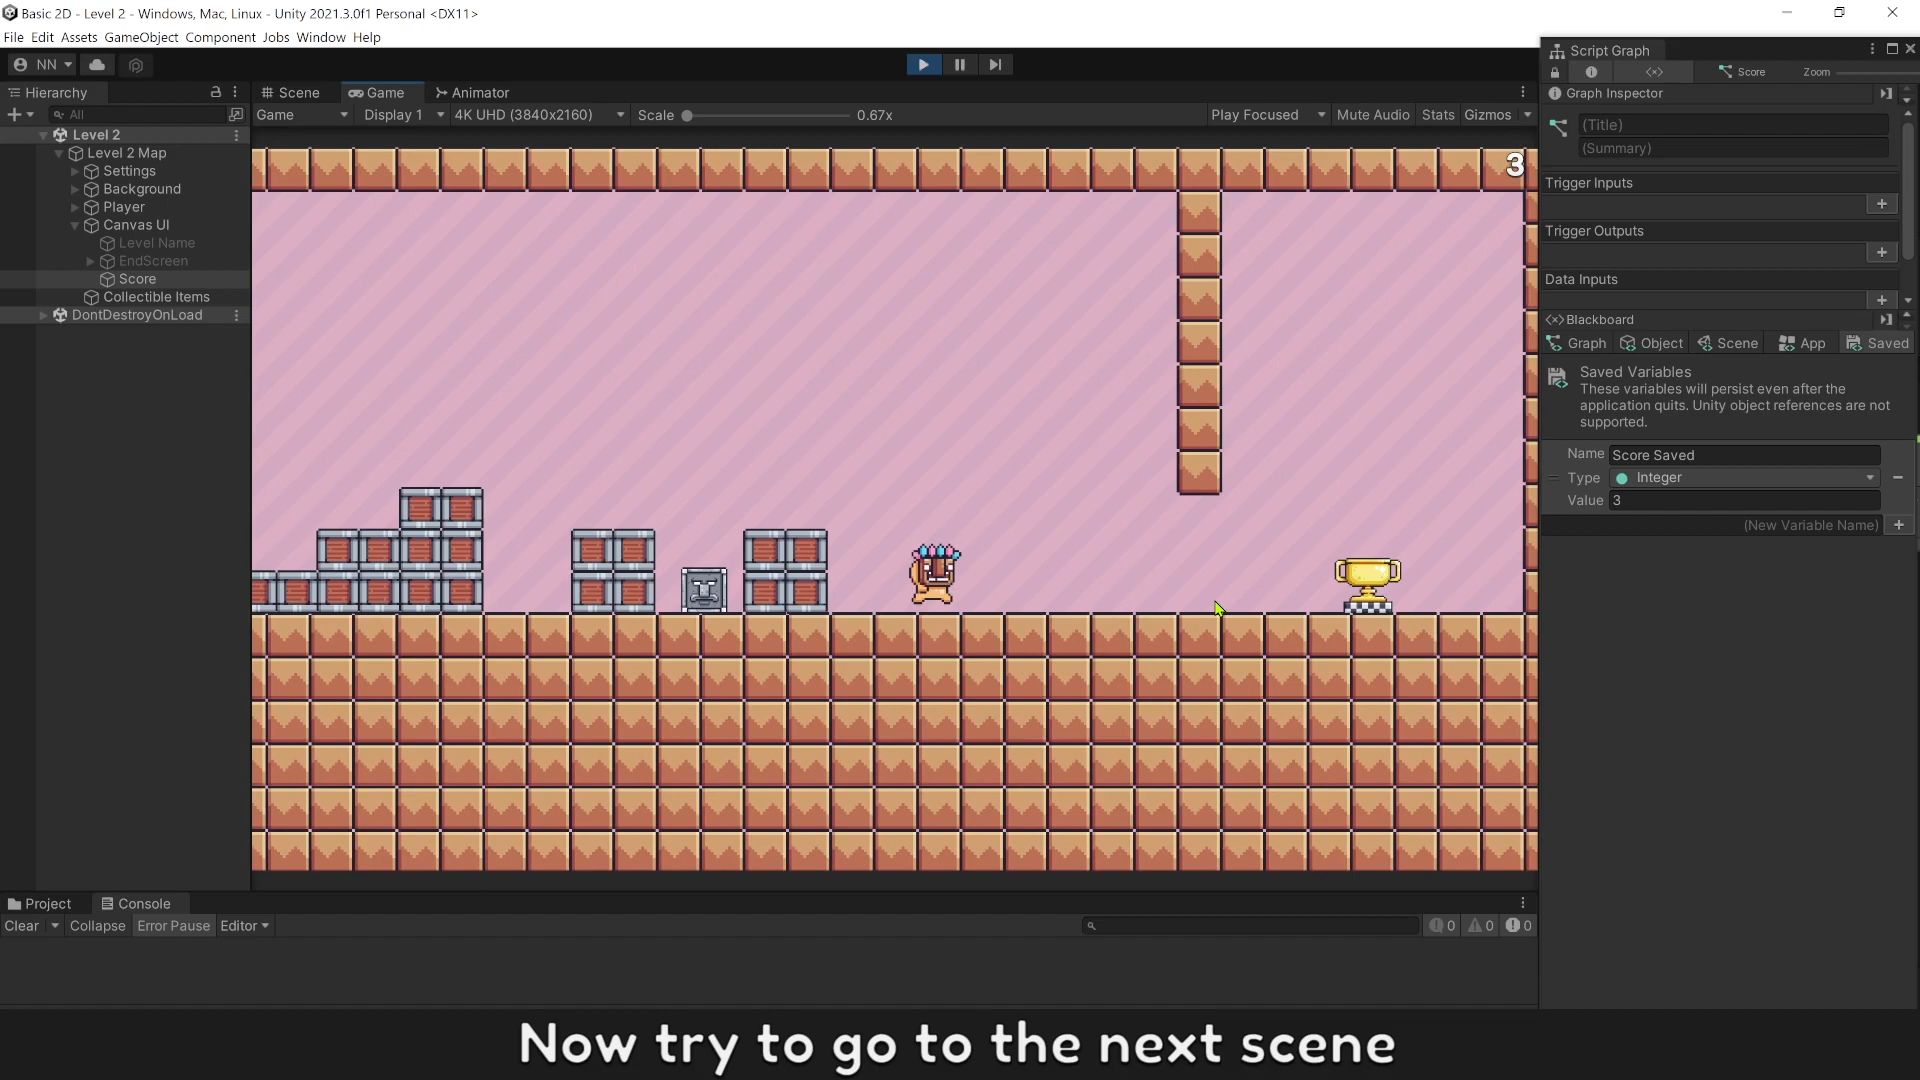 Basic 2D - Level 2 - Windows, Mac, Linux - Unity 2021.3.0f1 Personal <DX11>
File Edit Assets GameObject Component Jobs Window Help
NN
Hierarchy
All
Level 2
Level 2 Map
Settings
Background
Player
Canvas UI
Level Name
EndScreen
Score
Collectible Items
DontDestroyOnLoad
Scene Game Animator
Game Display 1 4K UHD (3840x2160) Scale 0.67x Play Focused Mute Audio Stats Gizmos
3
Script Graph
Score Zoom
Graph Inspector
(Title)
(Summary)
Trigger Inputs
Trigger Outputs
Data Inputs
Blackboard
Graph Object Scene App Saved
Saved Variables
These variables will persist even after the
application quits. Unity object references are not
supported.
Name Score Saved
Type Integer
Value 3
(New Variable Name)
Project Console
Clear Collapse Error Pause Editor 0 0 0
Now try to go to the next scene